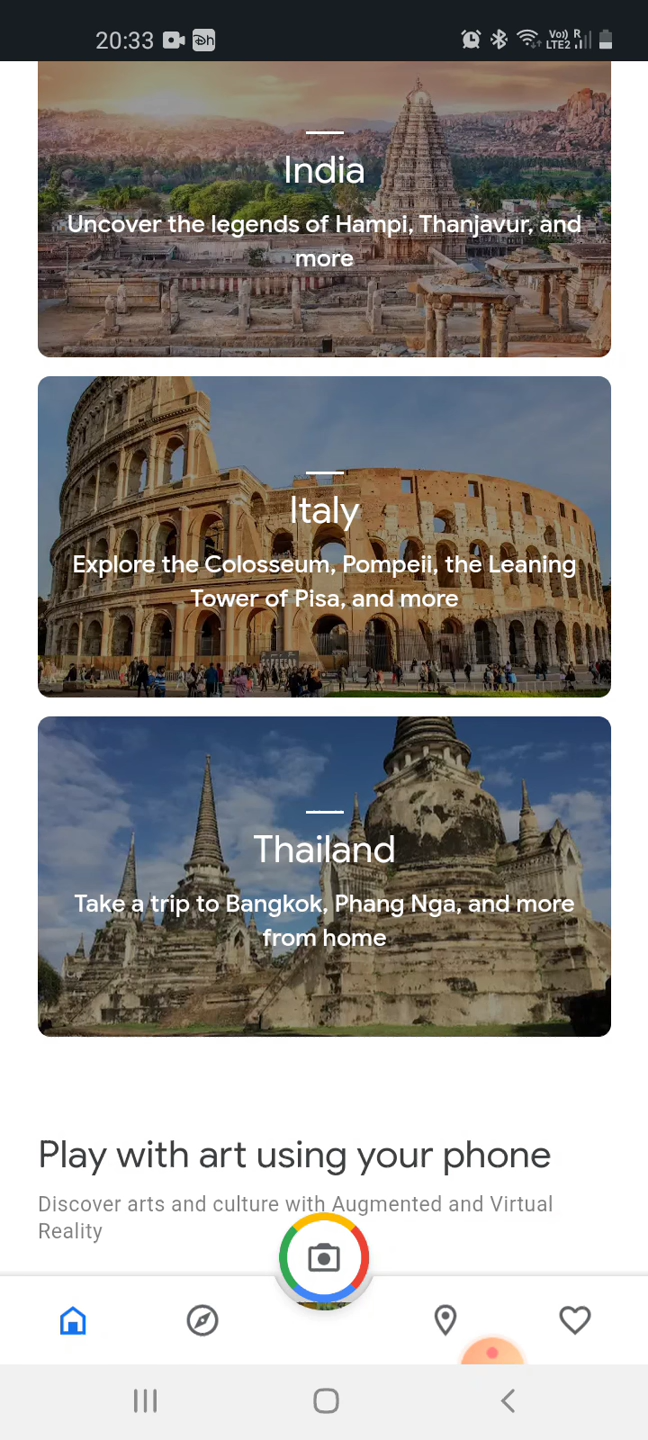 20:33
Vo))
LTE2
R
India
Uncover the legends of Hampi, Thanjavur, and
more
Italy
Explore the Colosseum, Pompeii, the Leaning
Tower of Pisa, and more
Thailand
Take a trip to Bangkok, Phang Nga, and more
from home
Play with art using your phone
Discover arts and culture with Augmented and Virtual
Reality